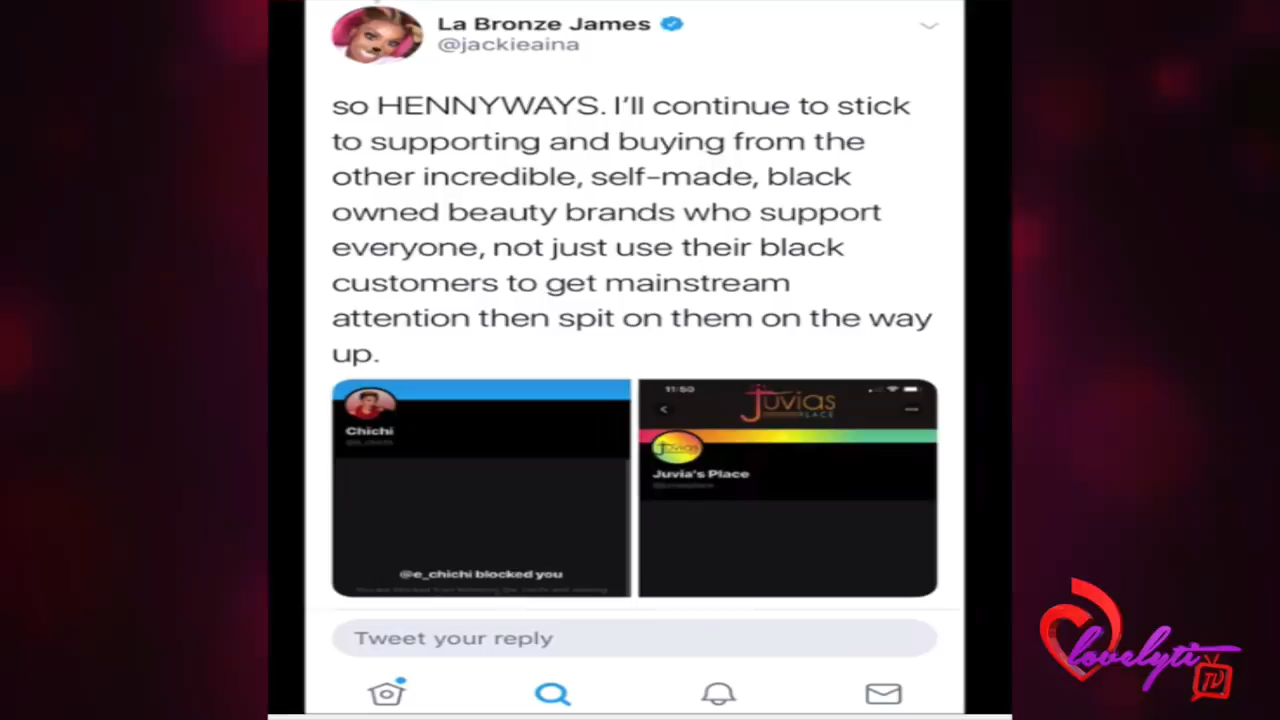 La Bronze James
@jackieaina
so HENNYWAYS. I'll continue to stick
to supporting and buying from the
other incredible, self-made, black
owned beauty brands who support
everyone, not just use their black
customers to get mainstream
attention then spit on them on the way
up.
Chichi
@e_chichi
@e_chichi blocked you
11:50
Juvias
PLACE
Juvia's Place
Tweet your reply
lovelyti
TV